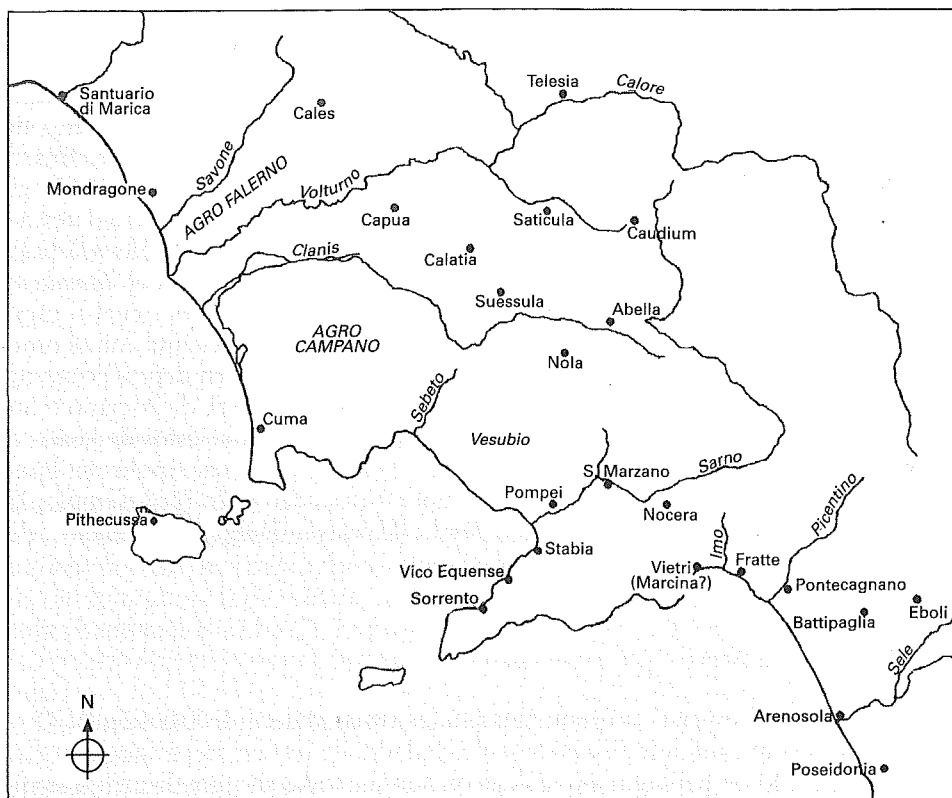 Telesia
Calore
Santuario
di Marica
Cales
Savone
Mondragone
AGRO FALERNO
Volturno
Capua
Saticula
Caudium
Clanis
Calatia
Suessula
Abella
AGRO
CAMPANO
Nola
Sebeto
Cuma
Vesubio
Sarno
S. Marzano
Pompei
Nocera
Picentino
Pithecussa
Stabia
Imo
Fratte
Vico Equense
Vietri
(Marcina?)
Pontecagnano
Sorrento
Battipaglia
Eboli
Sele
N
Arenosola
Poseidonia